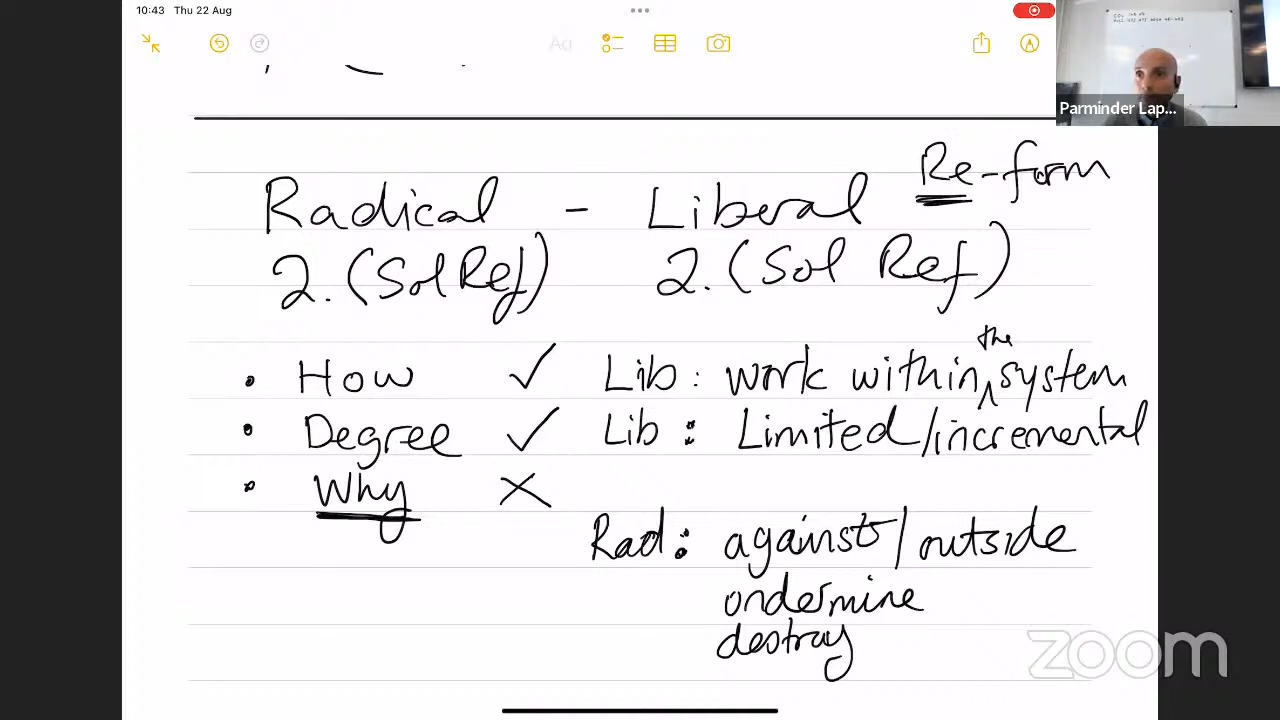 10:43 Thu 22 Aug
Aa
Parminder Lap...
Re-form
Radical - Liberal
2. (Sol Ref) 2. (Sol Ref)
• How ✓ Lib: work within the system
• Degree ✓ Lib: Limited/incremental
• Why ✗
Rad: against/outside
undermine
destroy
zoom